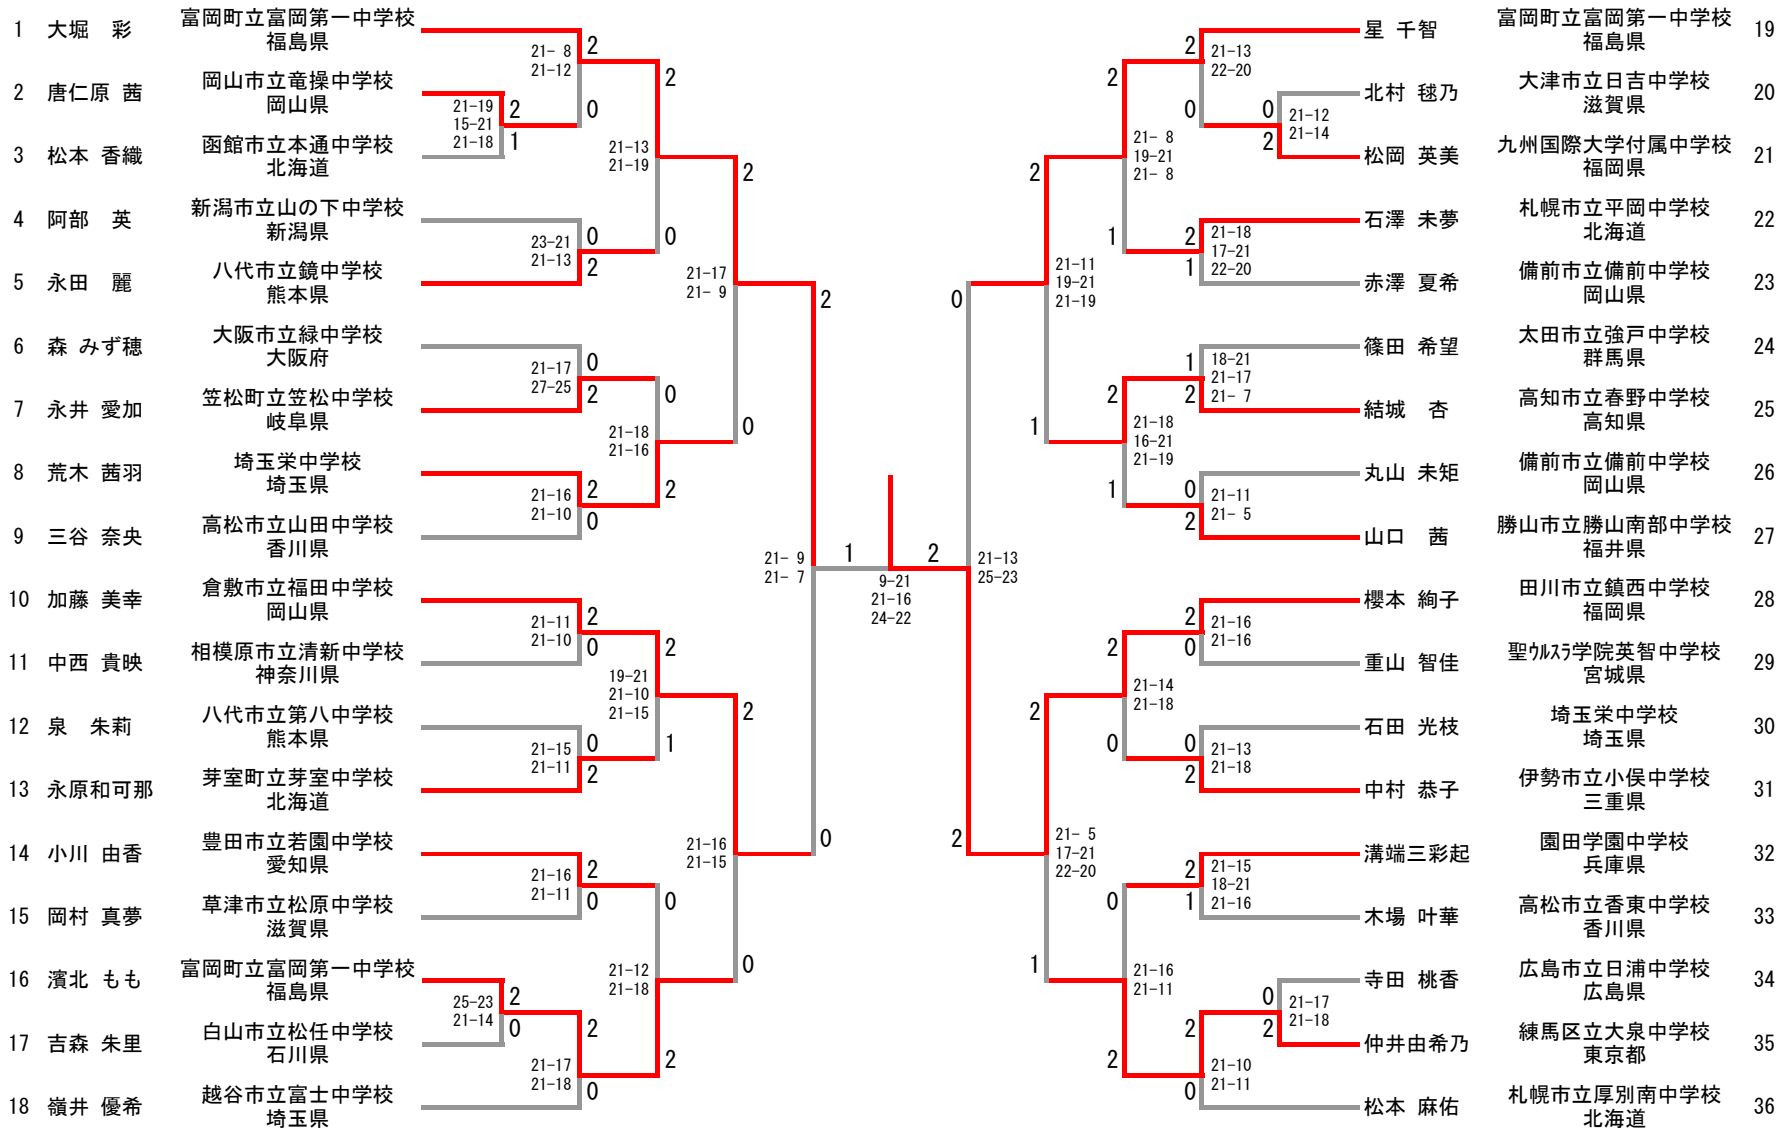 1 大堀　彩 富岡町立富岡第一中学校
福島県
2 唐仁原 茜 岡山市立竜操中学校
岡山県
3 松本 香織 函館市立本通中学校
北海道
4 阿部　英 新潟市立山の下中学校
新潟県
5 永田　麗 八代市立鏡中学校
熊本県
6 森 みず穂 大阪市立緑中学校
大阪府
7 永井 愛加 笠松町立笠松中学校
岐阜県
8 荒木 茜羽 埼玉栄中学校
埼玉県
9 三谷 奈央 高松市立山田中学校
香川県
10 加藤 美幸 倉敷市立福田中学校
岡山県
11 中西 貴映 相模原市立清新中学校
神奈川県
12 泉　朱莉 八代市立第八中学校
熊本県
13 永原和可那 芽室町立芽室中学校
北海道
14 小川 由香 豊田市立若園中学校
愛知県
15 岡村 真夢 草津市立松原中学校
滋賀県
16 濱北 もも 富岡町立富岡第一中学校
福島県
17 吉森 朱里 白山市立松任中学校
石川県
18 嶺井 優希 越谷市立富士中学校
埼玉県
21-19 2
15-21
21-18 1
25-23 2
21-14 0
21- 8 2
21-12
0
0
23-21
21-13 2
0
21-17
27-25 2
21-16 2
21-10 0
21-11 2
21-10 0
0
21-15
21-11 2
21-16 2
21-11 0
2
21-17
21-18 0
2
21-13
21-19
0
0
21-18
21-16
2
2
19-21
21-10
21-15
1
0
21-12
21-18
2
2
21-17
21- 9
0
2
21-16
21-15
0
2
21- 9
21- 7
0
1 2
9-21
21-16
24-22
0
21-13
25-23
2
2
21-11
19-21
21-19
1
2
21- 5
17-21
22-20
1
2
21- 8
19-21
21- 8
1
2
21-18
16-21
21-19
1
2
21-14
21-18
0
0
21-16
21-11
2
2 21-13
22-20
0
2 21-18
17-21
1 22-20
1 18-21
21-17
2 21- 7
0 21-11
2 21- 5
2 21-16
0 21-16
0 21-13
2 21-18
2 21-15
18-21
1 21-16
2
21-10
0 21-11
0 21-12
2 21-14
0 21-17
2 21-18
星 千智 富岡町立富岡第一中学校 19
福島県
北村 毬乃 大津市立日吉中学校 20
滋賀県
松岡 英美 九州国際大学付属中学校 21
福岡県
石澤 未夢 札幌市立平岡中学校 22
北海道
赤澤 夏希 備前市立備前中学校 23
岡山県
篠田 希望 太田市立強戸中学校 24
群馬県
結城　杏 高知市立春野中学校 25
高知県
丸山 未矩 備前市立備前中学校 26
岡山県
山口　茜 勝山市立勝山南部中学校 27
福井県
櫻本 絢子 田川市立鎮西中学校 28
福岡県
重山 智佳 聖ｳﾙｽﾗ学院英智中学校 29
宮城県
石田 光枝 埼玉栄中学校 30
埼玉県
中村 恭子 伊勢市立小俣中学校 31
三重県
溝端三彩起 園田学園中学校 32
兵庫県
木場 叶華 高松市立香東中学校 33
香川県
寺田 桃香 広島市立日浦中学校 34
広島県
仲井由希乃 練馬区立大泉中学校 35
東京都
松本 麻佑 札幌市立厚別南中学校 36
北海道